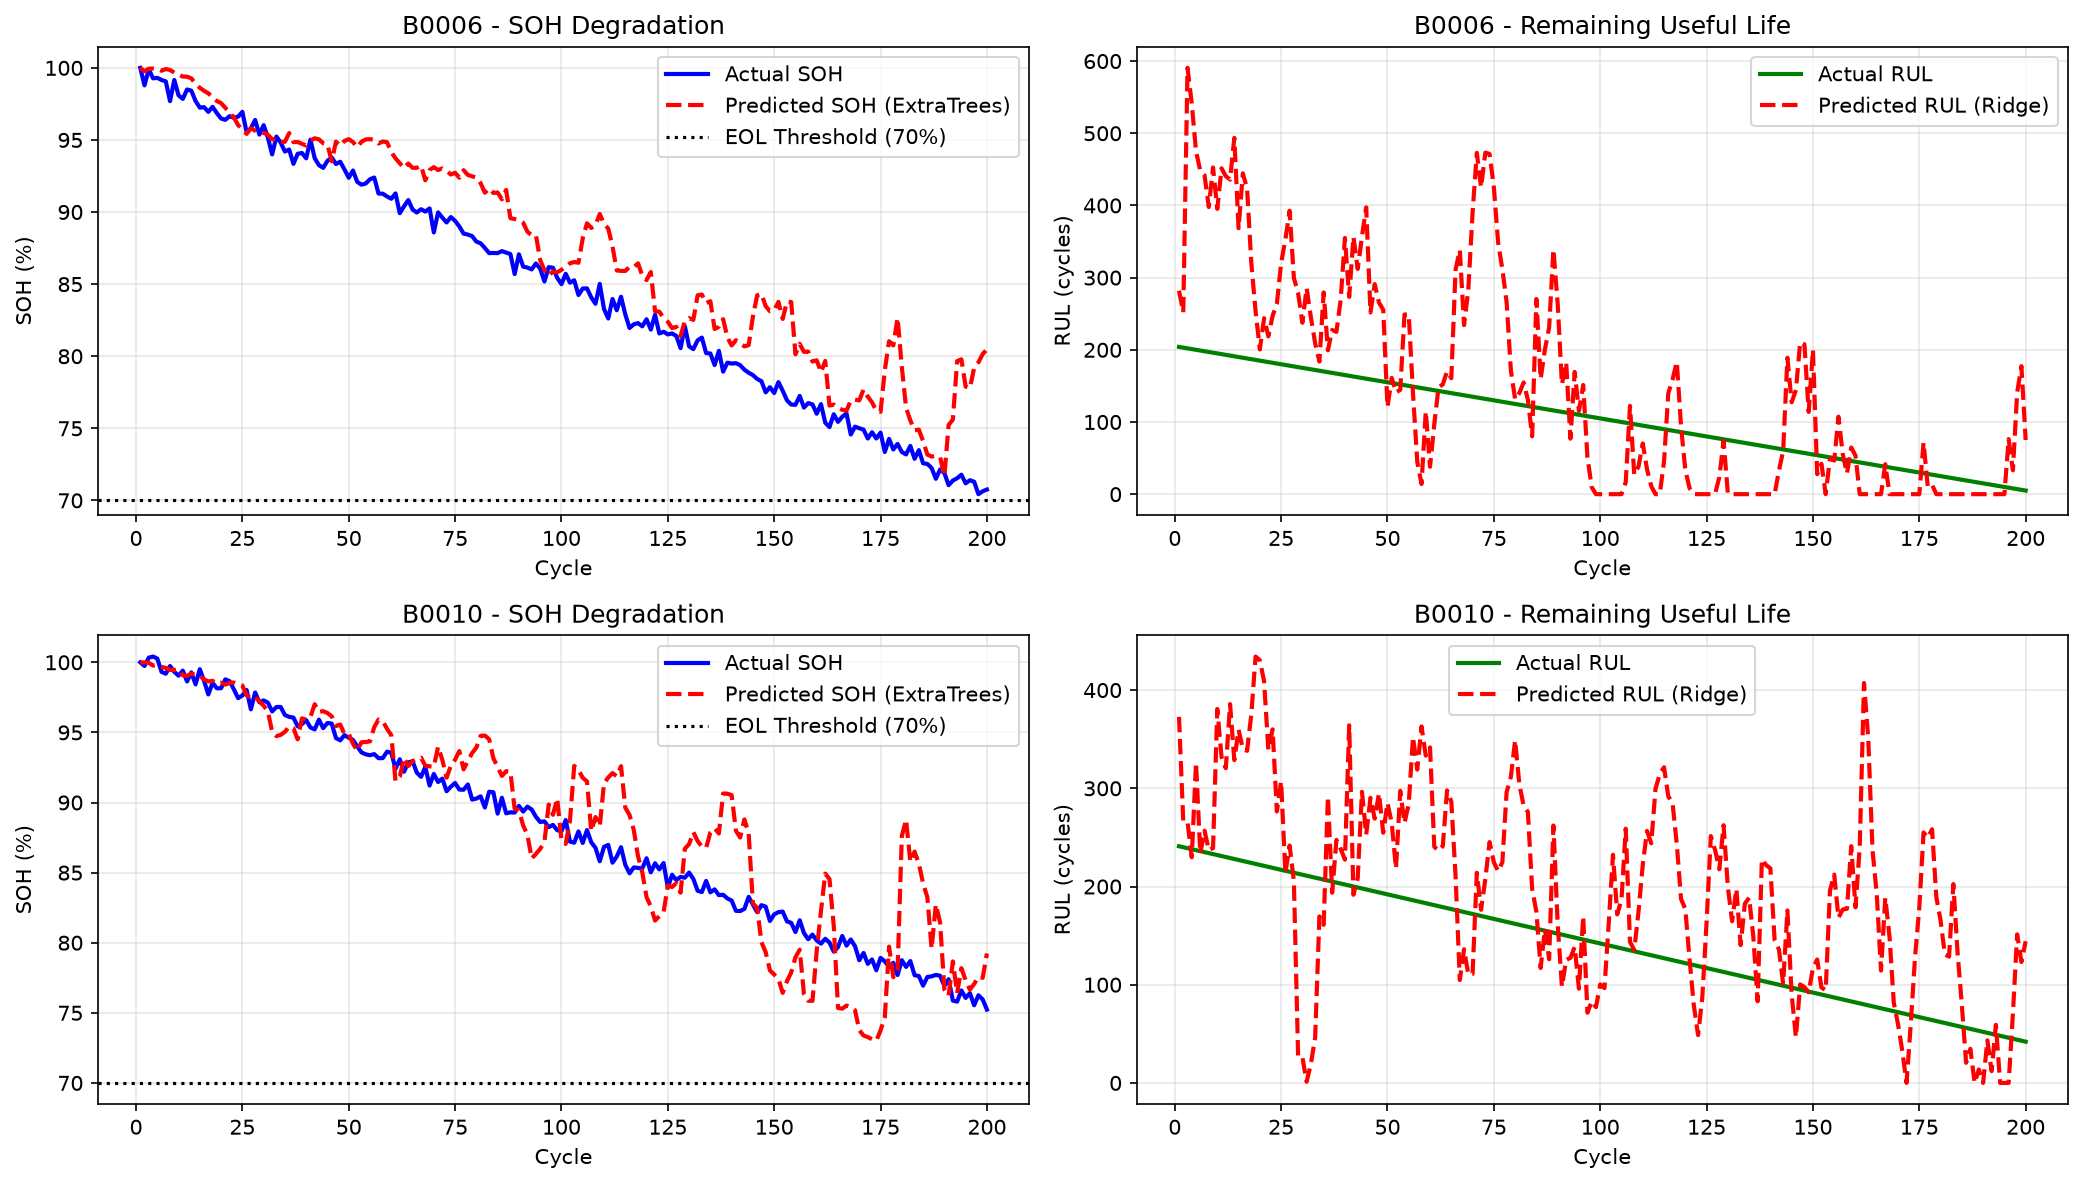 B0006 - SOH Degradation
100
95
90
85
80
75
70
SOH (%)
0 25 50 75 100 125 150 175 200
Cycle
Actual SOH
Predicted SOH (ExtraTrees)
EOL Threshold (70%)
B0006 - Remaining Useful Life
600
500
400
300
200
100
0
RUL (cycles)
0 25 50 75 100 125 150 175 200
Cycle
Actual RUL
Predicted RUL (Ridge)
B0010 - SOH Degradation
100
95
90
85
80
75
70
SOH (%)
0 25 50 75 100 125 150 175 200
Cycle
Actual SOH
Predicted SOH (ExtraTrees)
EOL Threshold (70%)
B0010 - Remaining Useful Life
400
300
200
100
0
RUL (cycles)
0 25 50 75 100 125 150 175 200
Cycle
Actual RUL
Predicted RUL (Ridge)